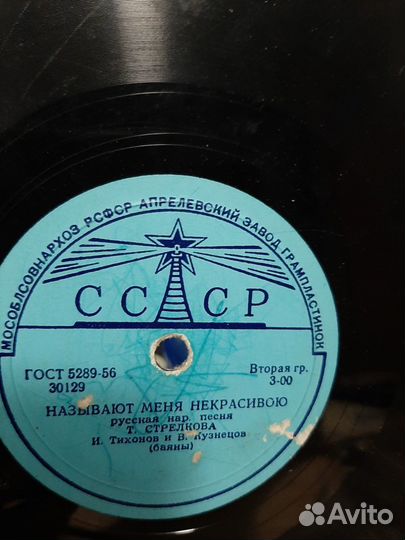 МОСОБЛСОВНАРХОЗ РСФСР АПРЕЛЕВСКИЙ ЗАВОД ГРАМПЛАСТИНОК
СССР
ГОСТ 5289-56
30129
Вторая гр.
3-00
НАЗЫВАЮТ МЕНЯ НЕКРАСИВОЮ
русская нар. песня
Т. СТРЕЛКОВА
И. Тихонов и В. Кузнецов
(баяны)
Avito